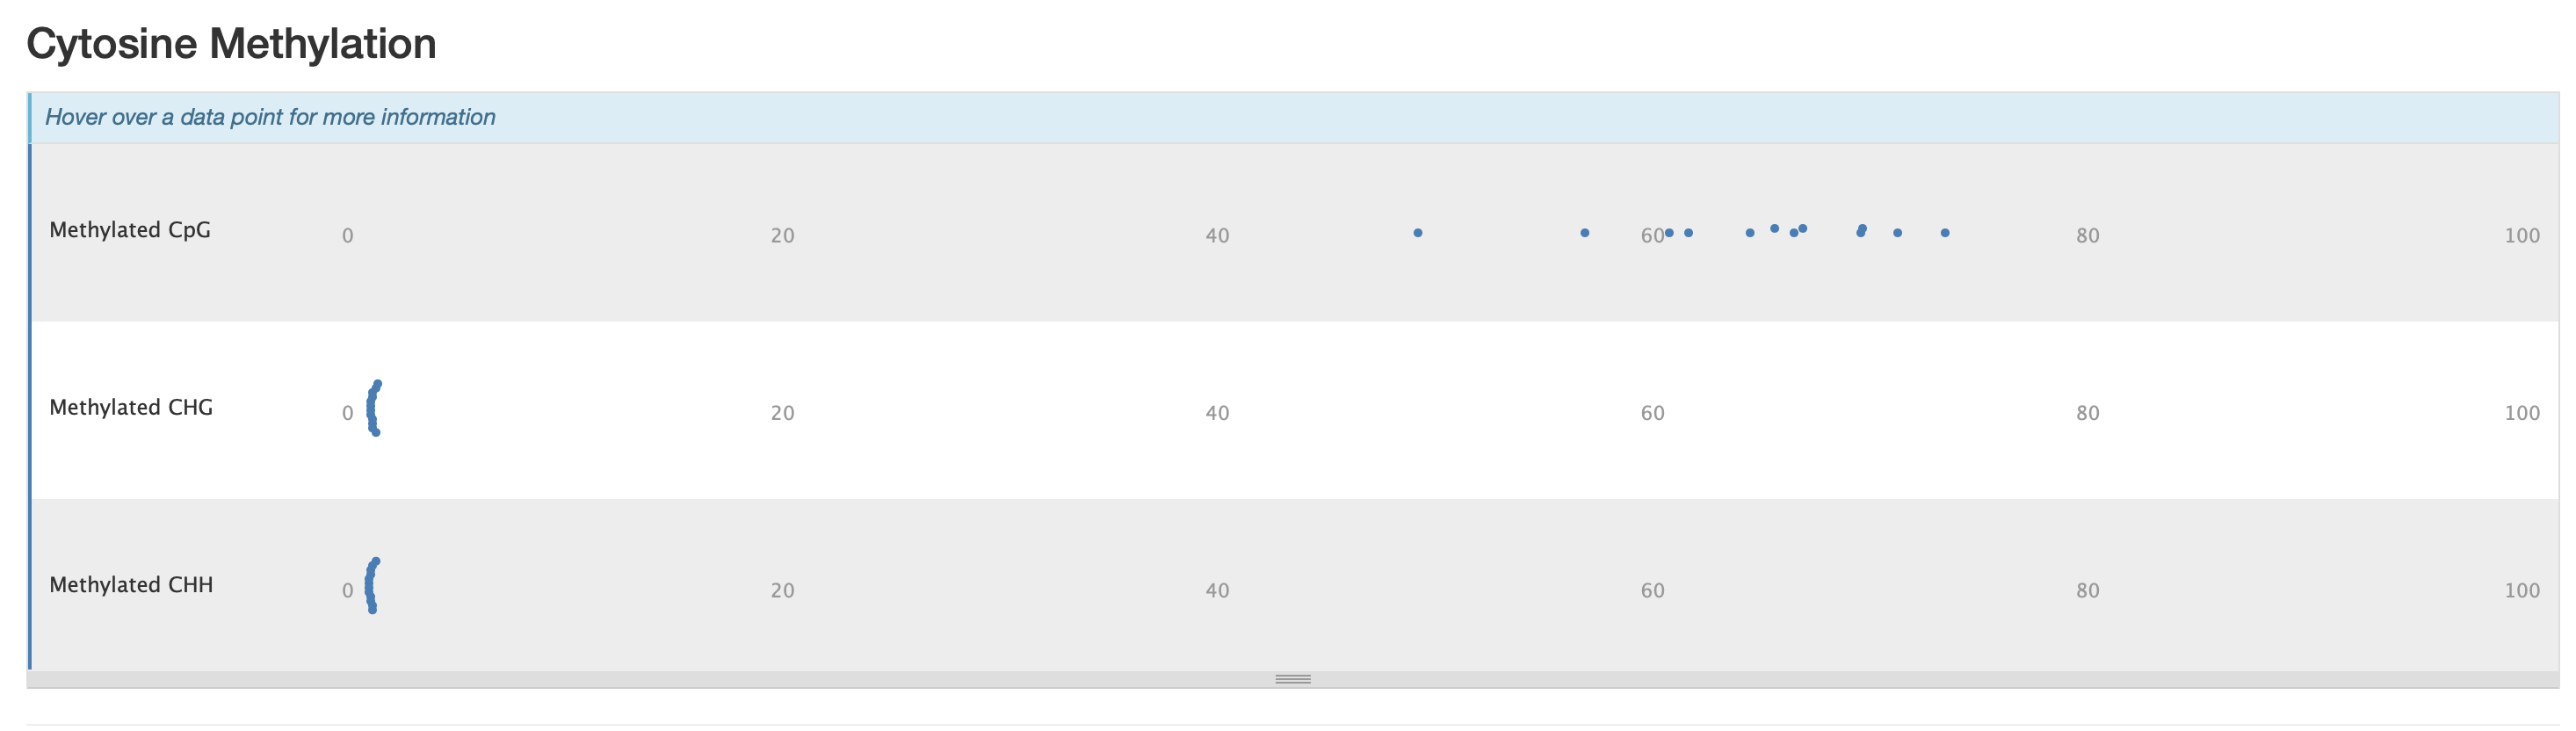 Cytosine Methylation
Hover over a data point for more information
Methylated CpG 0 20 40 60 80 100
Methylated CHG 0 20 40 60 80 100
Methylated CHH 0 20 40 60 80 100